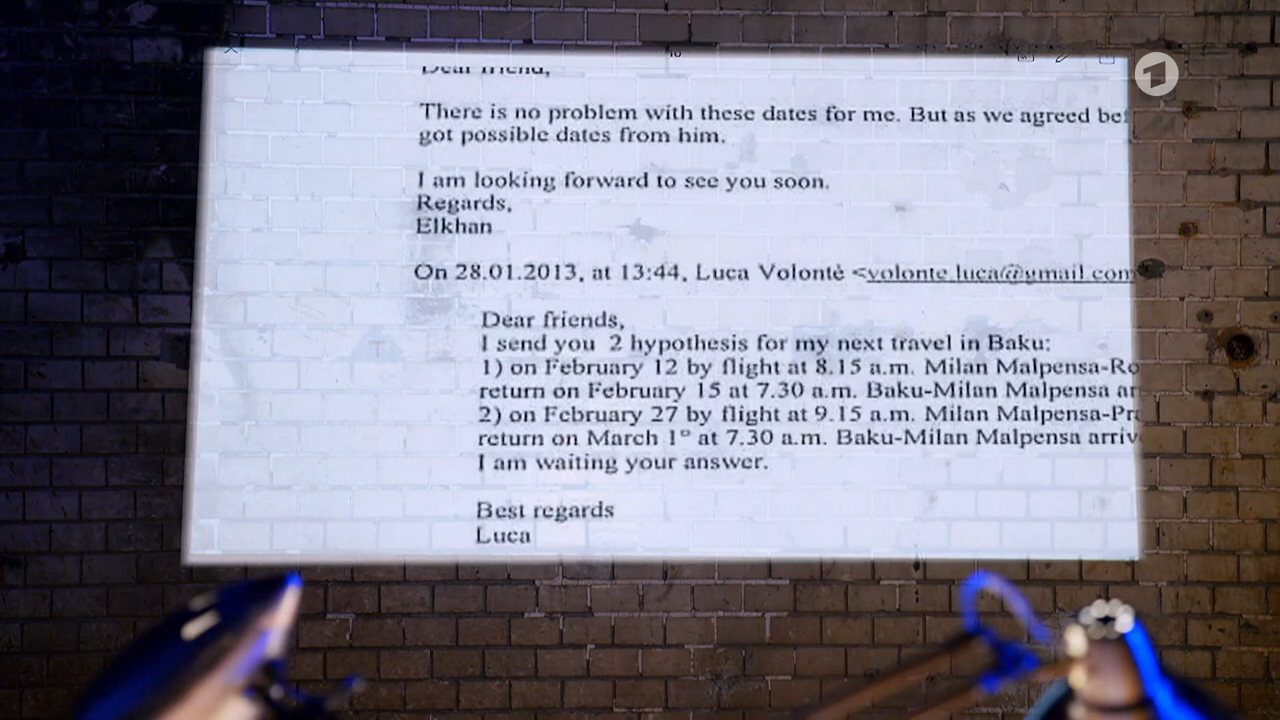 Dear friend,
There is no problem with these dates for me. But as we agreed
got possible dates from him.
I am looking forward to see you soon.
Regards,
Elkhan
On 28.01.2013, at 13:44, Luca Volontè <volonte.luca@gmail.com
Dear friends,
I send you 2 hypothesis for my next travel in Baku:
1) on February 12 by flight at 8.15 a.m. Milan Malpensa-
return on February 15 at 7.30 a.m. Baku-Milan Malpensa
2) on February 27 by flight at 9.15 a.m. Milan Malpensa-
return on March 1° at 7.30 a.m. Baku-Milan Malpensa
I am waiting your answer.
Best regards
Luca
1